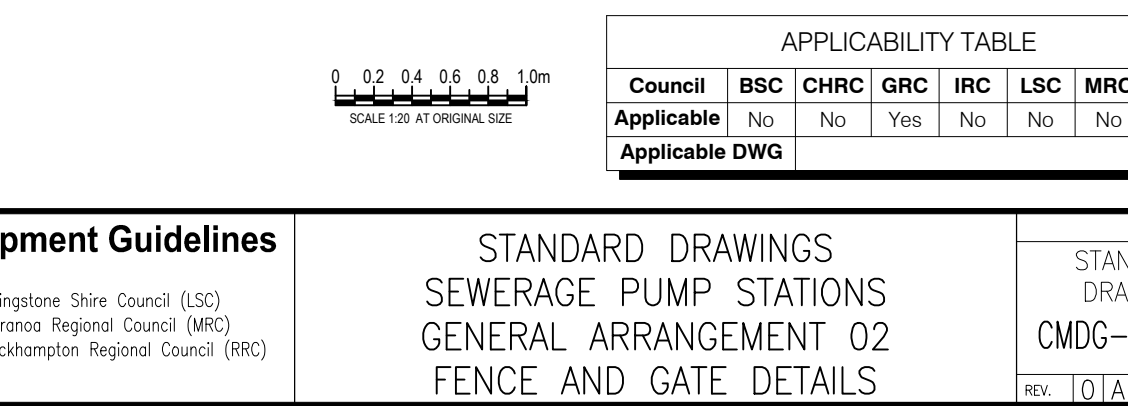 0 0.2 0.4 0.6 0.8 1.0m
SCALE 1:20 AT ORIGINAL SIZE
APPLICABILITY TABLE
Council BSC CHRC GRC IRC LSC MRC
Applicable No No Yes No No No
Applicable DWG
pment Guidelines
ingstone Shire Council (LSC)
ranoa Regional Council (MRC)
ckhampton Regional Council (RRC)
STANDARD DRAWINGS
SEWERAGE PUMP STATIONS
GENERAL ARRANGEMENT 02
FENCE AND GATE DETAILS
STAN
DRA
CMDG-
REV. 0 A